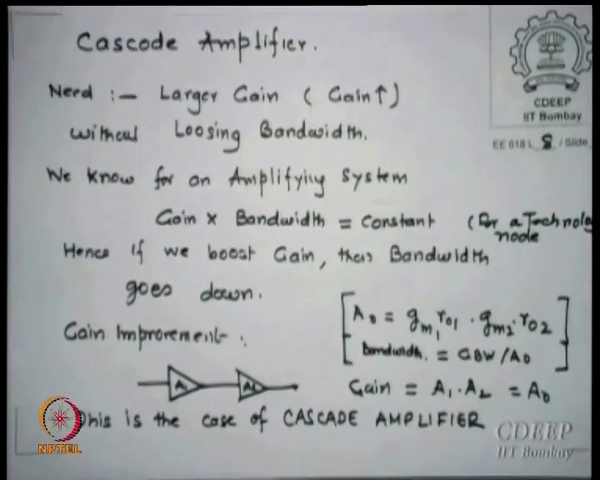 Cascode Amplifier.
Need :- Larger Gain ( Gain↑)
without Loosing Bandwidth.
We know for an Amplifying System
Gain x Bandwidth = Constant (For a Technolo
node
Hence if we boost Gain, then Bandwidth
goes down.
Gain Improvement :
A₀ = gm₁ ro1 . gm2 . ro2
Bandwidth = GBW/A0
A₁ A2
Gain = A₁ . A₂ = A₀
This is the case of CASCADE AMPLIFIER
CDEEP
IIT Bombay
EE 618 L 8 / Slide
NPTEL
CDEEP
IIT Bombay